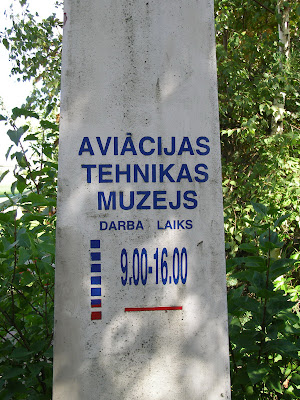 AVIĀCIJAS
TEHNIKAS
MUZEJS
DARBA LAIKS
9.00-16.00